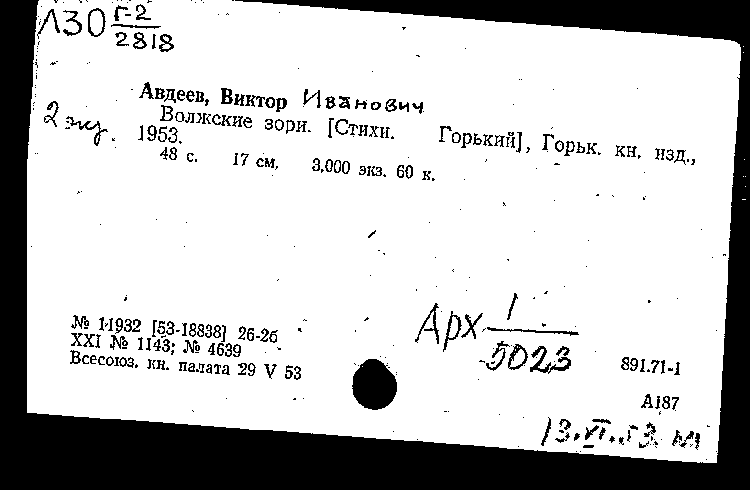 Л30 Г-2
2818
Авдеев, Виктор Иванович
2 экз. Волжские зори. [Стихи. Горький], Горьк. кн. изд.,
1953.
48 с. 17 см. 3.000 экз. 60 к.
Арх 1
5023
№ 11932 [53-18838] 26-26
XXI № 1143; № 4639
Всесоюз. кн. палата 29 V 53
891.71-1
А187
13.VI.53